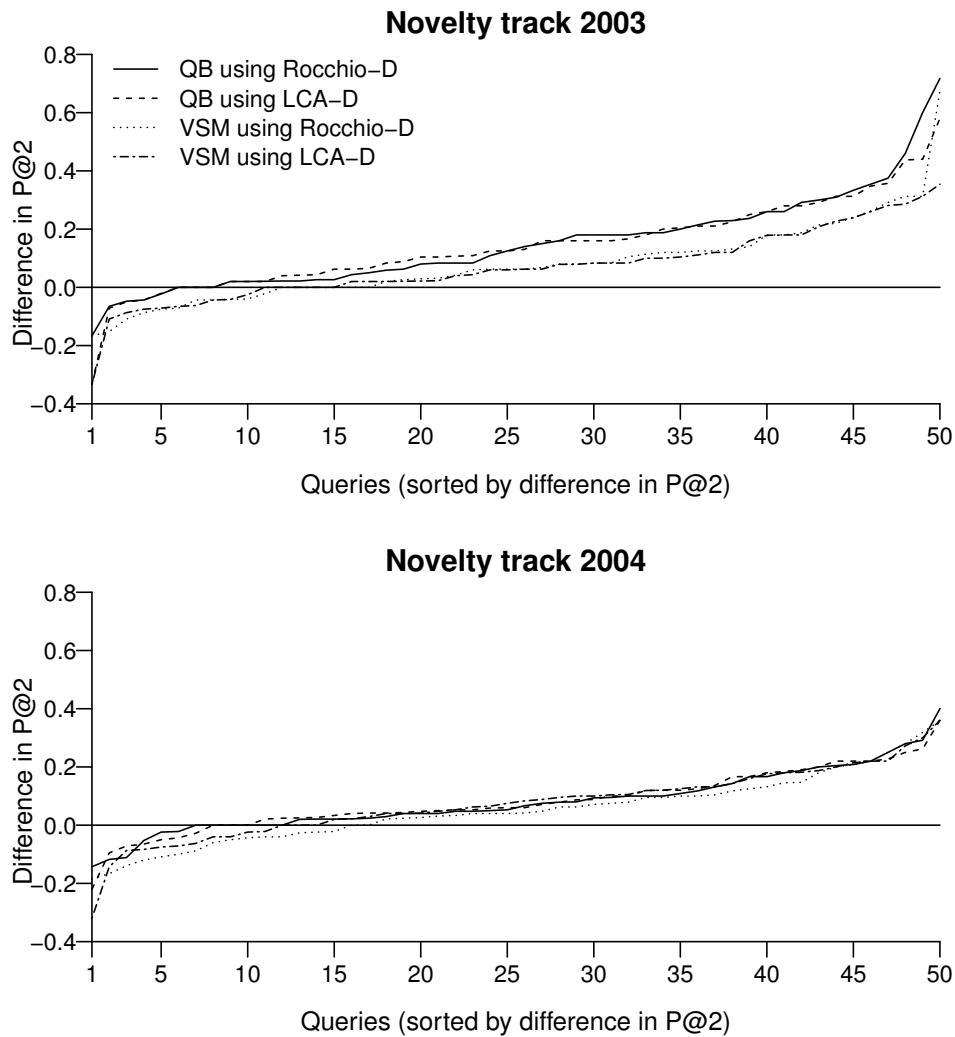 Novelty track 2003
QB using Rocchio−D
QB using LCA−D
VSM using Rocchio−D
VSM using LCA−D
Difference in P@2
0.8
0.6
0.4
0.2
0.0
−0.2
−0.4
1 5 10 15 20 25 30 35 40 45 50
Queries (sorted by difference in P@2)
Novelty track 2004
Difference in P@2
0.8
0.6
0.4
0.2
0.0
−0.2
−0.4
1 5 10 15 20 25 30 35 40 45 50
Queries (sorted by difference in P@2)